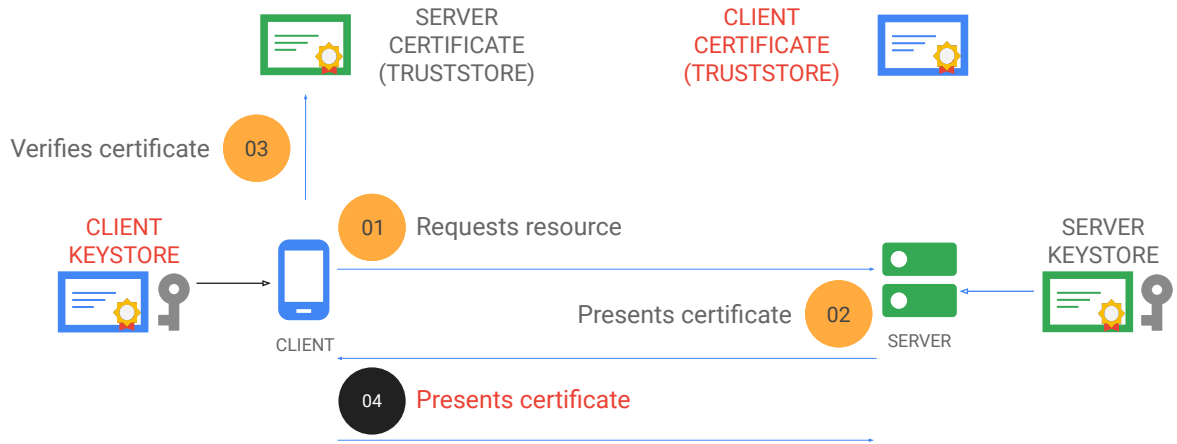 SERVER
CERTIFICATE
(TRUSTSTORE)
CLIENT
CERTIFICATE
(TRUSTSTORE)
Verifies certificate
03
CLIENT
KEYSTORE
01
Requests resource
SERVER
KEYSTORE
Presents certificate
02
CLIENT
SERVER
04
Presents certificate